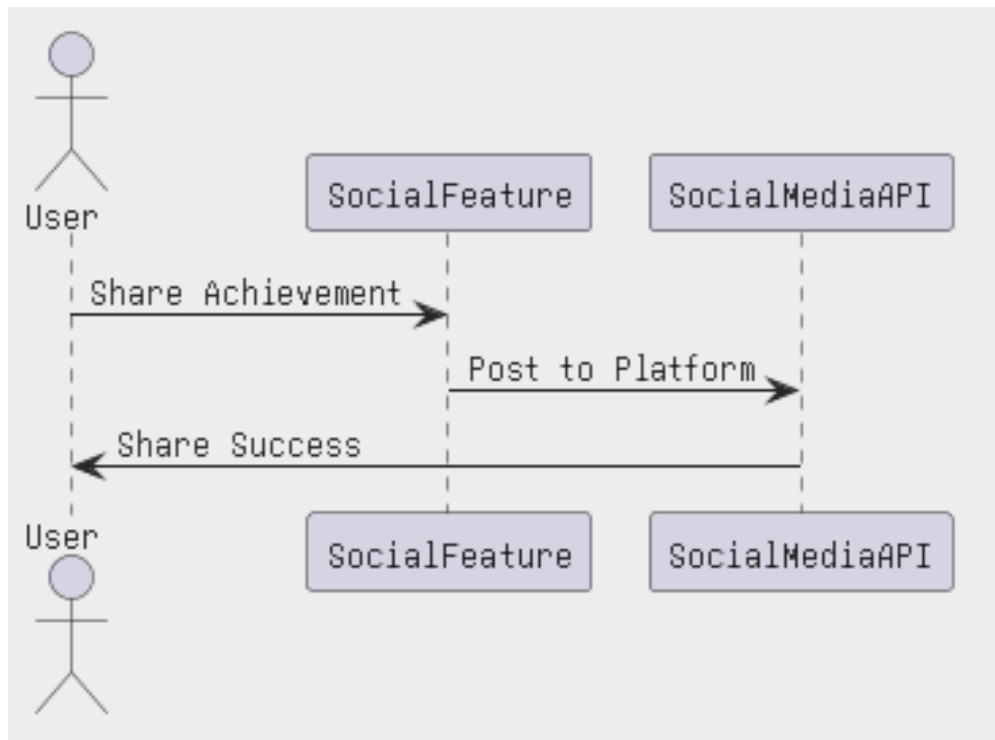 User
SocialFeature
SocialMediaAPI
Share Achievement
Post to Platform
Share Success
User
SocialFeature
SocialMediaAPI